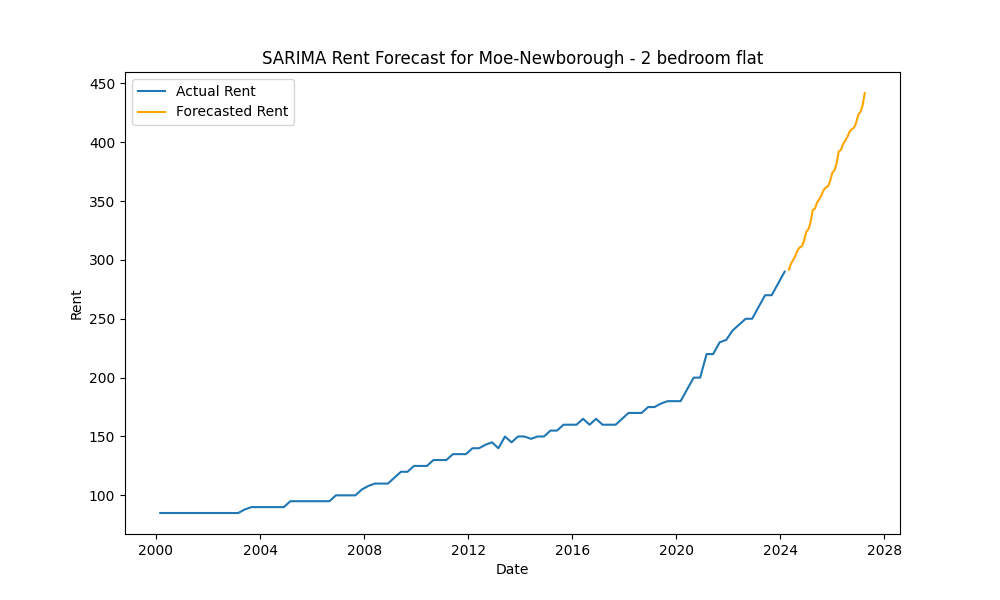 SARIMA Rent Forecast for Moe-Newborough - 2 bedroom flat
Actual Rent
Forecasted Rent
450
400
350
300
250
200
150
100
Rent
2000 2004 2008 2012 2016 2020 2024 2028
Date